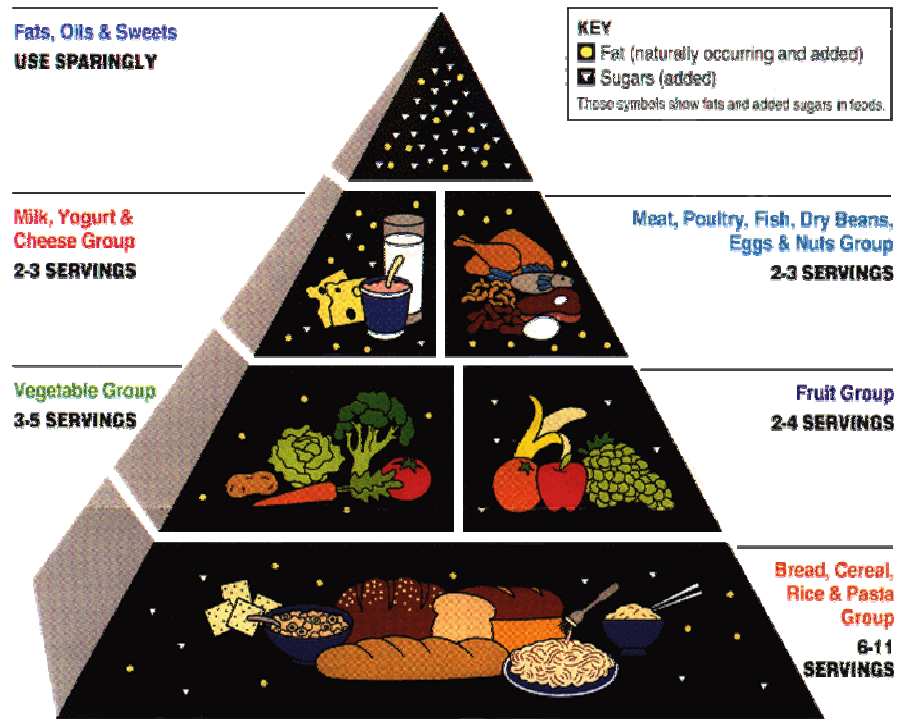 Fats, Oils & Sweets
USE SPARINGLY
KEY
Fat (naturally occurring and added)
Sugars (added)
These symbols show fats and added sugars in foods.
Milk, Yogurt &
Cheese Group
2-3 SERVINGS
Meat, Poultry, Fish, Dry Beans,
Eggs & Nuts Group
2-3 SERVINGS
Vegetable Group
3-5 SERVINGS
Fruit Group
2-4 SERVINGS
Bread, Cereal,
Rice & Pasta
Group
6-11
SERVINGS